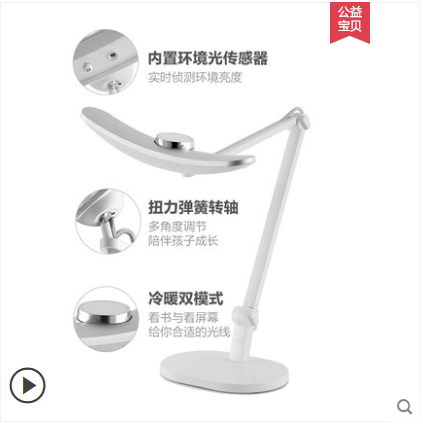 公益
宝贝
内置环境光传感器
实时侦测环境亮度
扭力弹簧转轴
多角度调节
陪伴孩子成长
冷暖双模式
看书与看屏幕
给你合适的光线